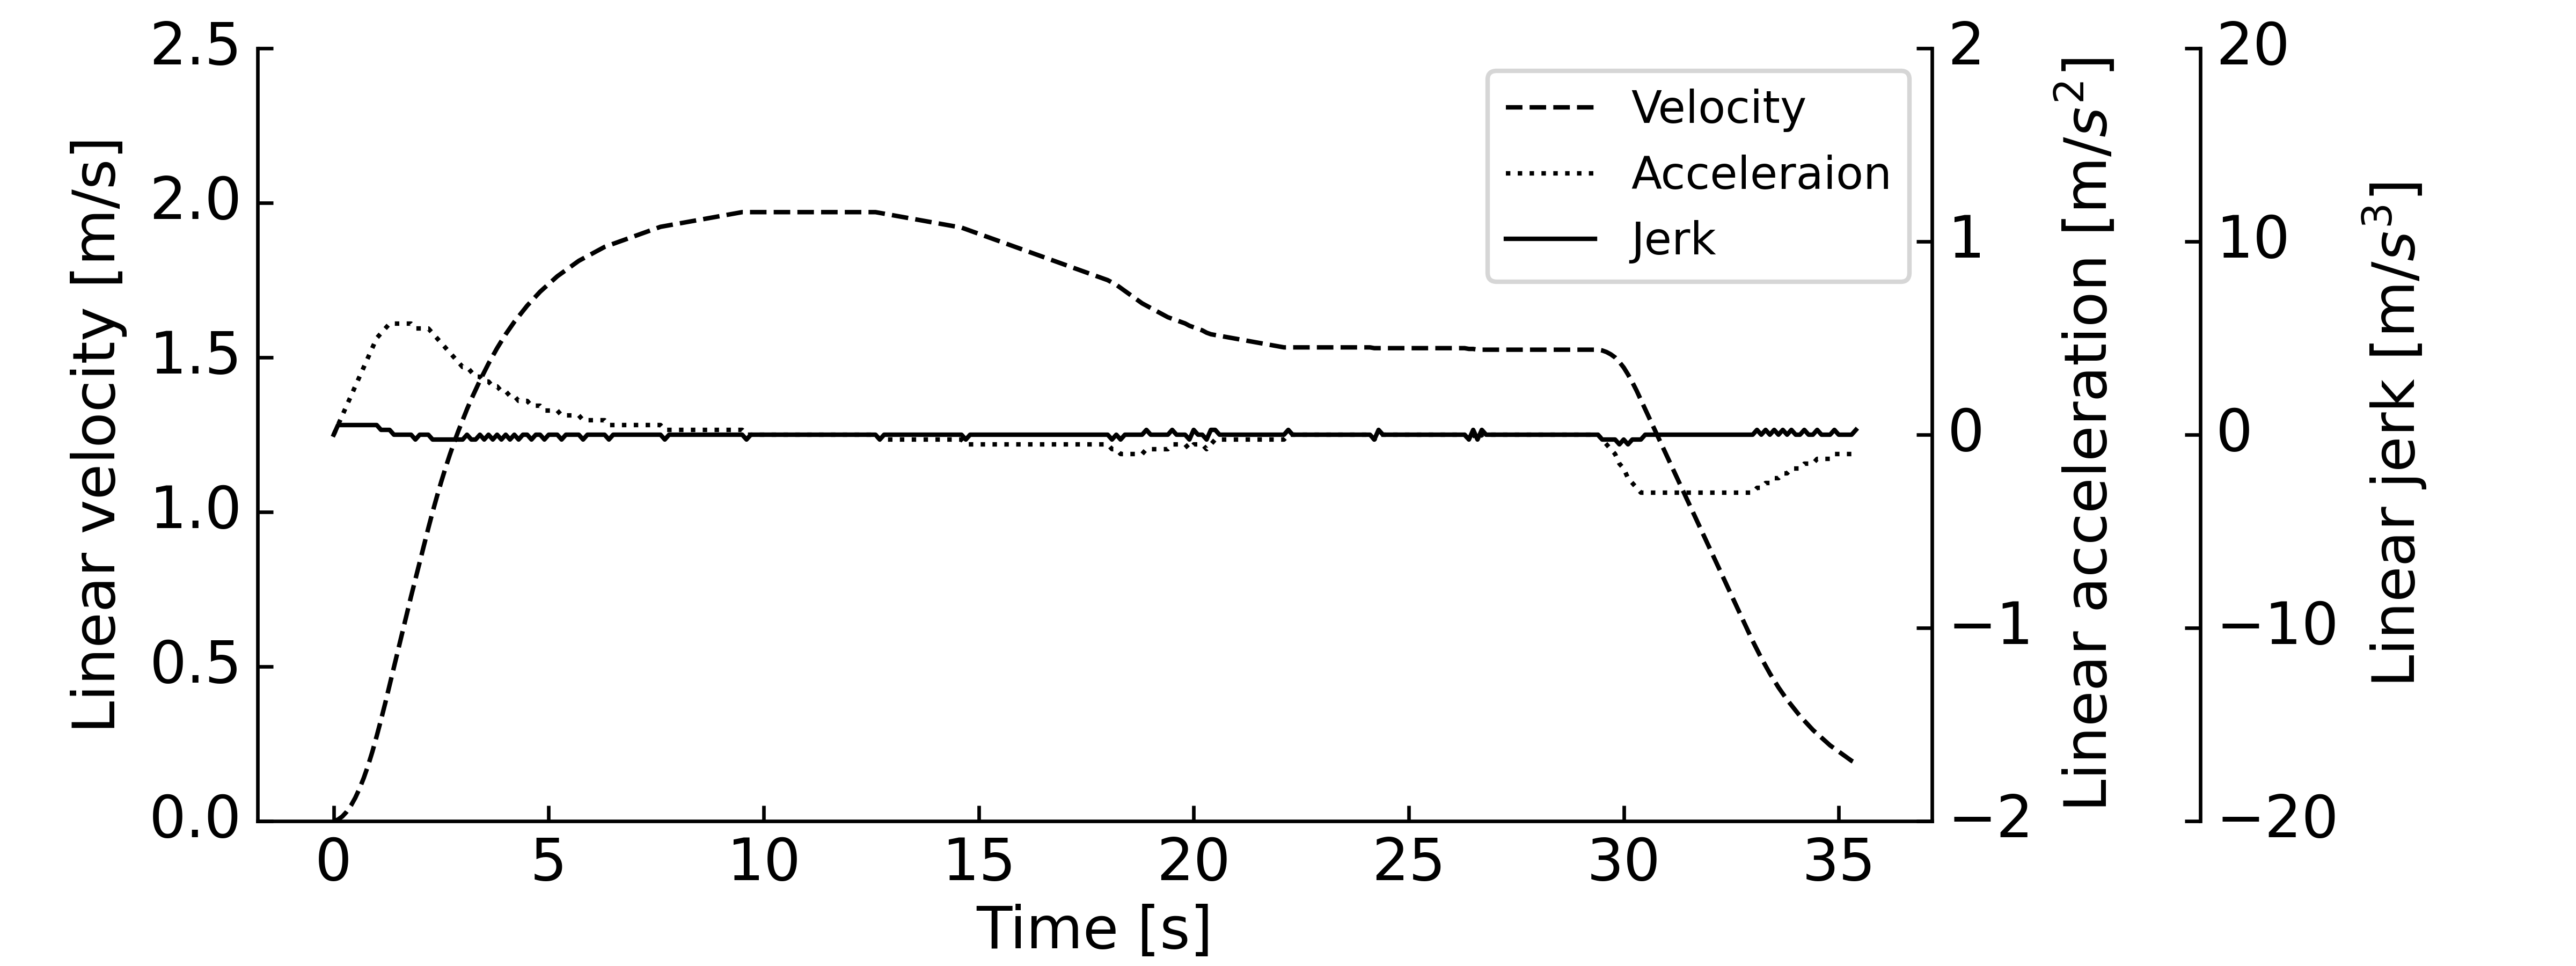 Linear velocity [m/s]
2.5
2.0
1.5
1.0
0.5
0.0
0 5 10 15 20 25 30 35
Time [s]
Velocity
Acceleraion
Jerk
2
1
0
−1
−2
Linear acceleration [m/s²]
20
10
0
−10
−20
Linear jerk [m/s³]